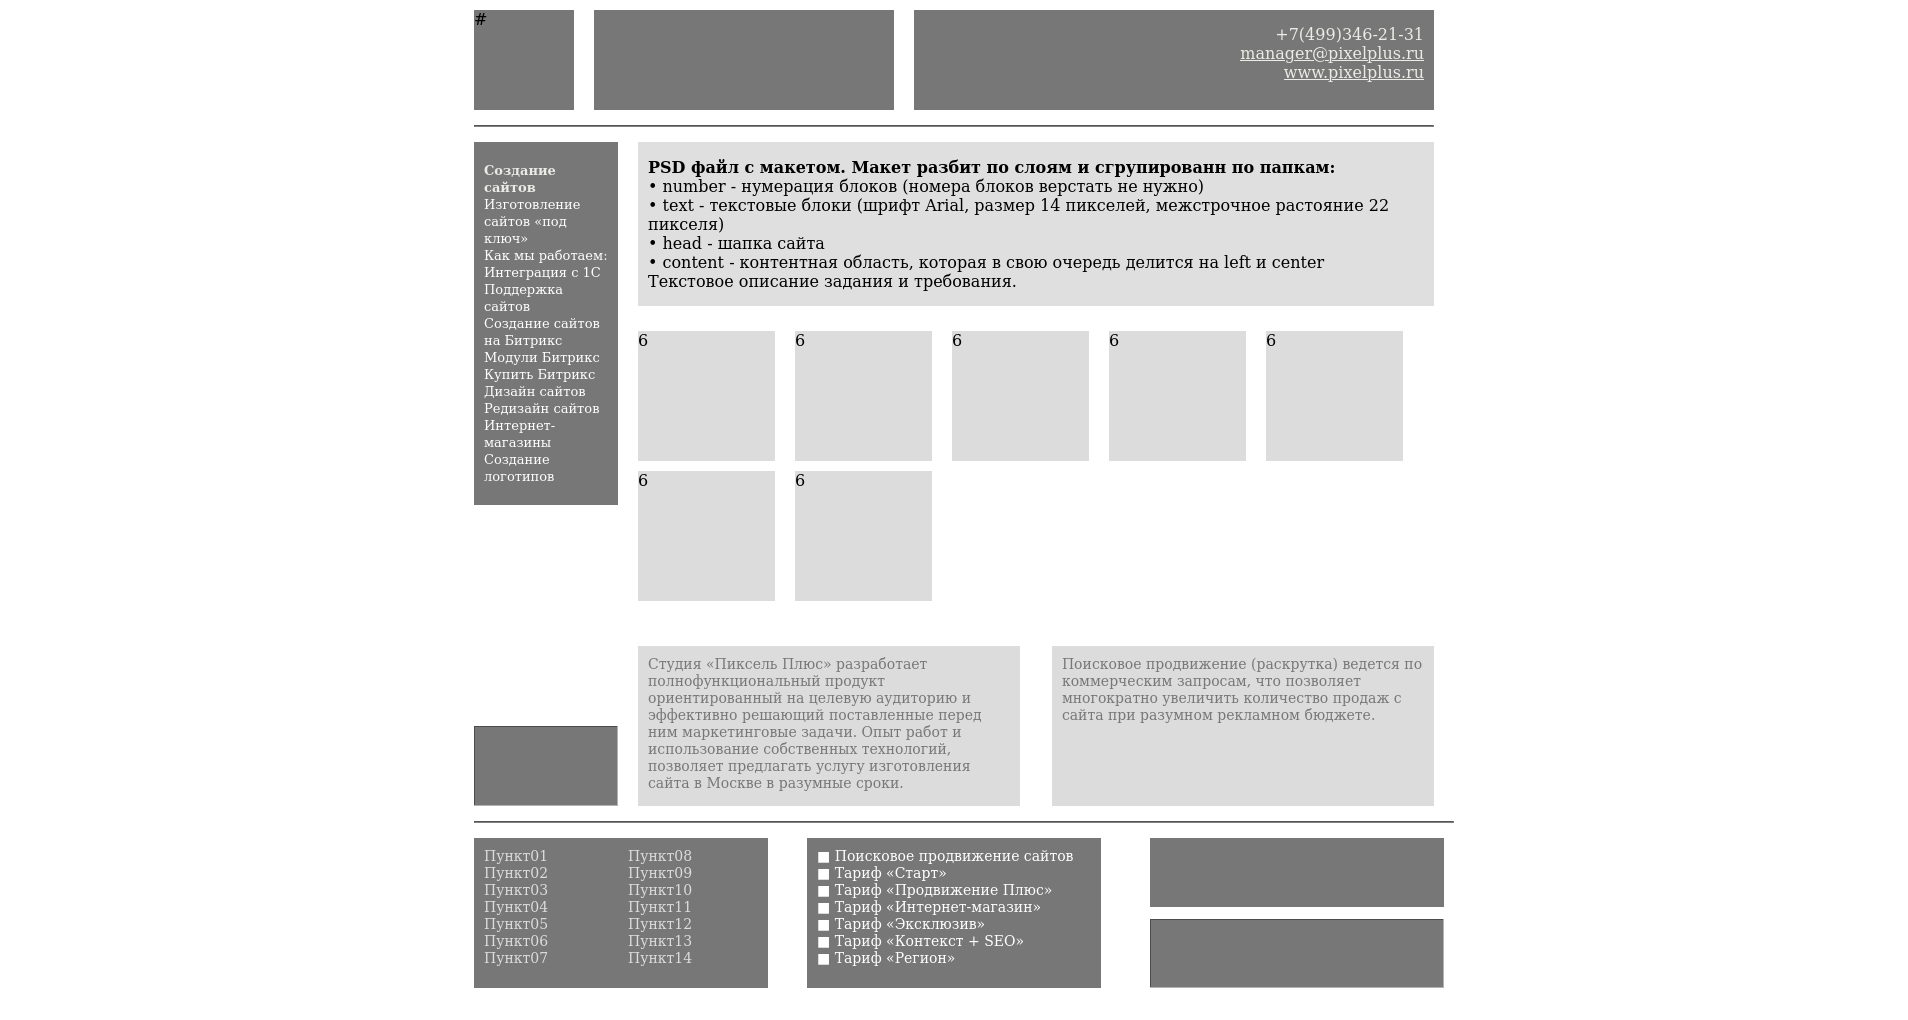 #
+7(499)346-21-31
manager@pixelplus.ru
www.pixelplus.ru
Создание
сайтов
Изготовление
сайтов «под
ключ»
Как мы работаем:
Интеграция с 1С
Поддержка
сайтов
Создание сайтов
на Битрикс
Модули Битрикс
Купить Битрикс
Дизайн сайтов
Редизайн сайтов
Интернет-
магазины
Создание
логотипов
PSD файл с макетом. Макет разбит по слоям и сгрупированн по папкам:
• number - нумерация блоков (номера блоков верстать не нужно)
• text - текстовые блоки (шрифт Arial, размер 14 пикселей, межстрочное растояние 22
пикселя)
• head - шапка сайта
• content - контентная область, которая в свою очередь делится на left и center
Текстовое описание задания и требования.
6 6 6 6 6
6 6
Студия «Пиксель Плюс» разработает
полнофункциональный продукт
ориентированный на целевую аудиторию и
эффективно решающий поставленные перед
ним маркетинговые задачи. Опыт работ и
использование собственных технологий,
позволяет предлагать услугу изготовления
сайта в Москве в разумные сроки.
Поисковое продвижение (раскрутка) ведется по
коммерческим запросам, что позволяет
многократно увеличить количество продаж с
сайта при разумном рекламном бюджете.
Пункт01
Пункт02
Пункт03
Пункт04
Пункт05
Пункт06
Пункт07
Пункт08
Пункт09
Пункт10
Пункт11
Пункт12
Пункт13
Пункт14
■ Поисковое продвижение сайтов
■ Тариф «Старт»
■ Тариф «Продвижение Плюс»
■ Тариф «Интернет-магазин»
■ Тариф «Эксклюзив»
■ Тариф «Контекст + SEO»
■ Тариф «Регион»